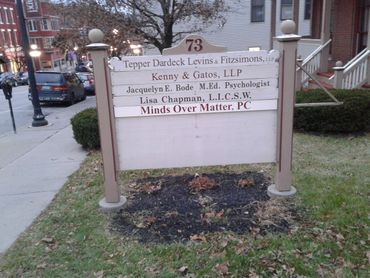 73
Tepper Dardeck Levins & Fitzsimons, LLP
Kenny & Gatos, LLP
Jacquelyn E. Bode M.Ed. Psychologist
Lisa Chapman, L.I.C.S.W.
Minds Over Matter. PC